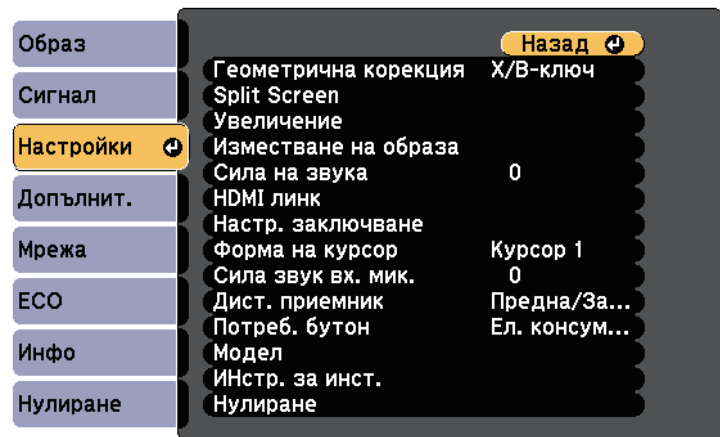 Образ
Сигнал
Настройки
Допълнит.
Мрежа
ECO
Инфо
Нулиране
Назад
Геометрична корекция Х/В-ключ
Split Screen
Увеличение
Изместване на образа
Сила на звука 0
HDMI линк
Настр. заключване
Форма на курсор Курсор 1
Сила звук вх. мик. 0
Дист. приемник Предна/За...
Потреб. бутон Ел. консум...
Модел
ИНстр. за инст.
Нулиране